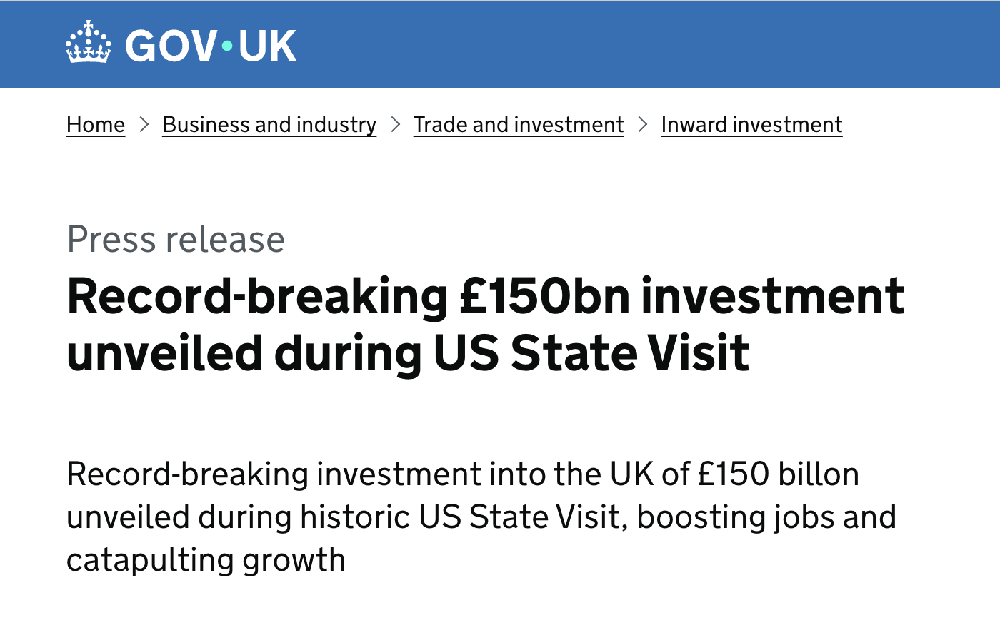 GOV·UK
Home > Business and industry > Trade and investment > Inward investment
Press release
Record-breaking £150bn investment
unveiled during US State Visit
Record-breaking investment into the UK of £150 billon
unveiled during historic US State Visit, boosting jobs and
catapulting growth